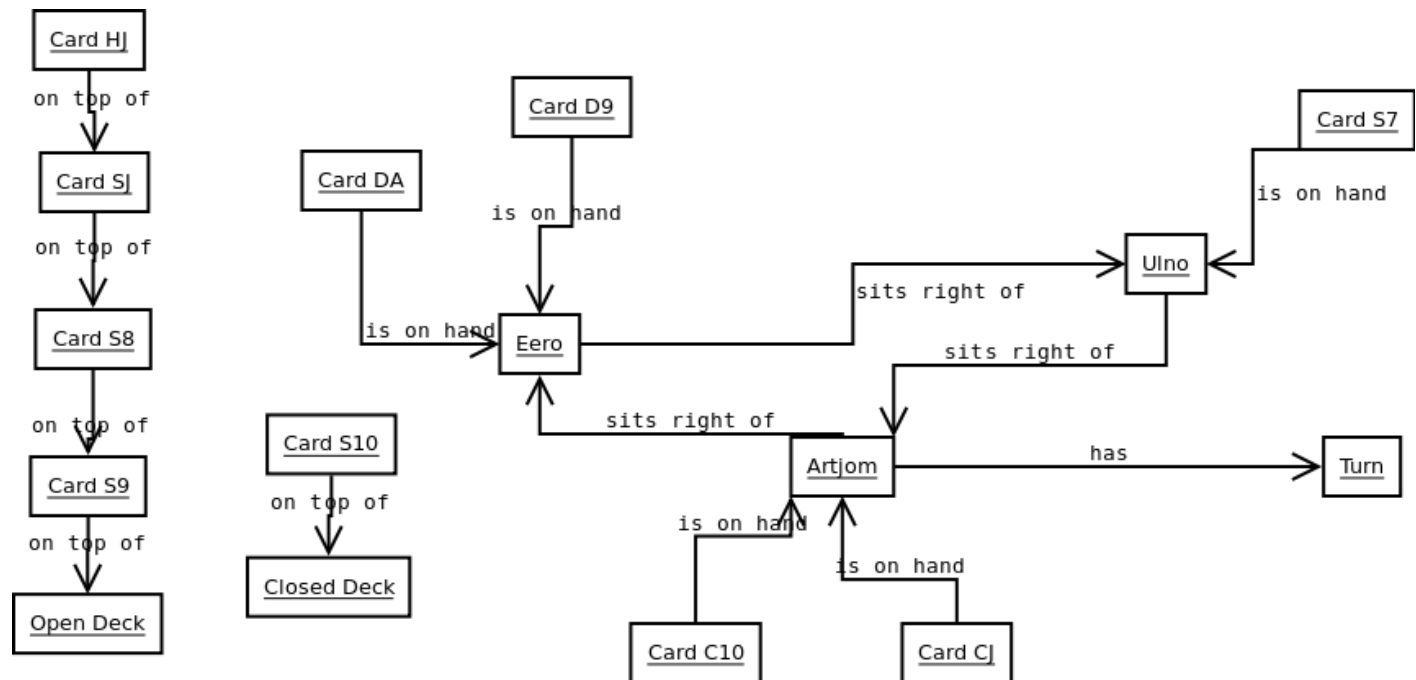 Card HJ
on top of
Card SJ
on top of
Card S8
on top of
Card S9
on top of
Open Deck
Card S10
on top of
Closed Deck
Card DA
is on hand
Card D9
is on hand
Eero
sits right of
Card S7
is on hand
Ulno
sits right of
sits right of
Artjom
has
Turn
is on hand
Card C10
is on hand
Card CJ